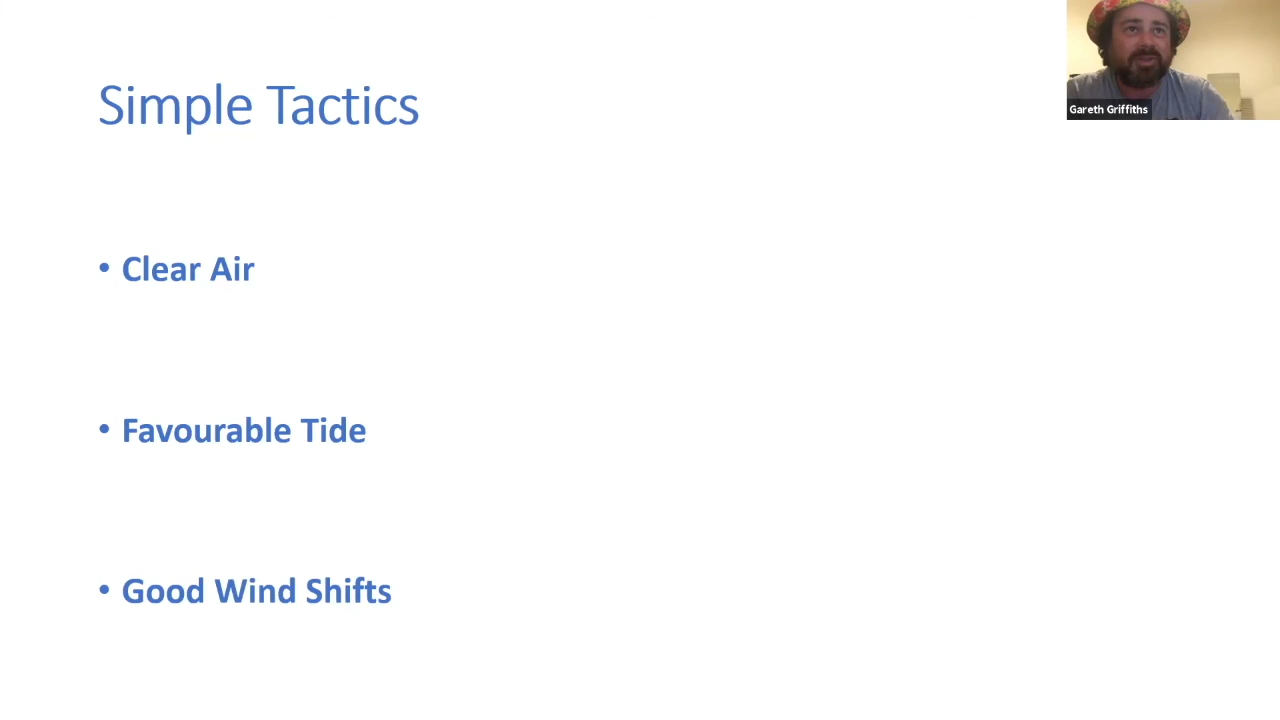 Simple Tactics
Gareth Griffiths
• Clear Air
• Favourable Tide
• Good Wind Shifts